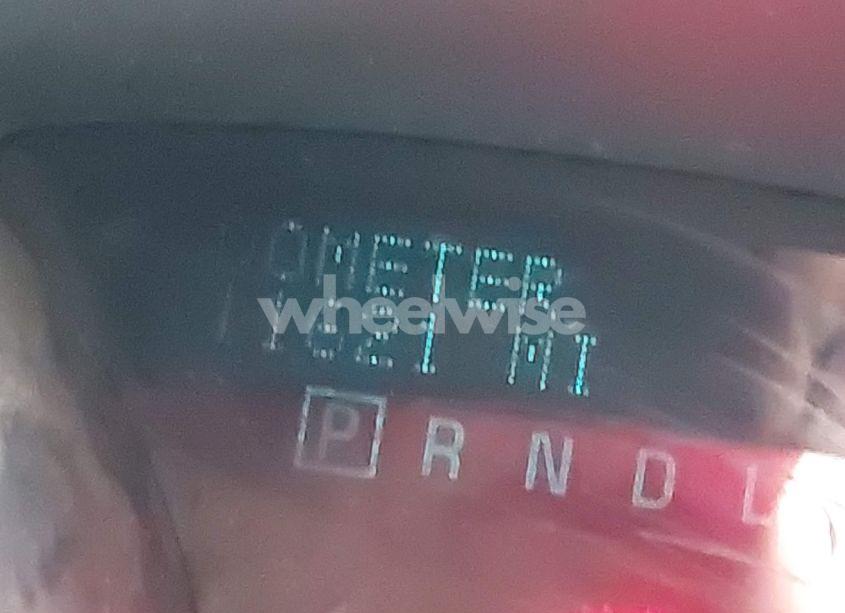 OMETER
wheelwise
MI
P R N D L